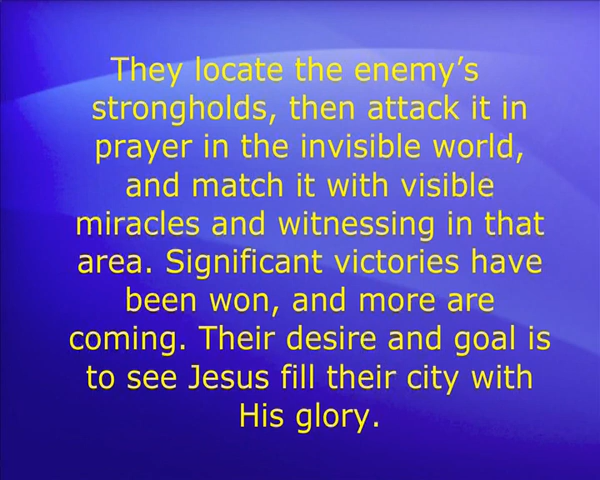 They locate the enemy’s
strongholds, then attack it in
prayer in the invisible world,
and match it with visible
miracles and witnessing in that
area. Significant victories have
been won, and more are
coming. Their desire and goal is
to see Jesus fill their city with
His glory.